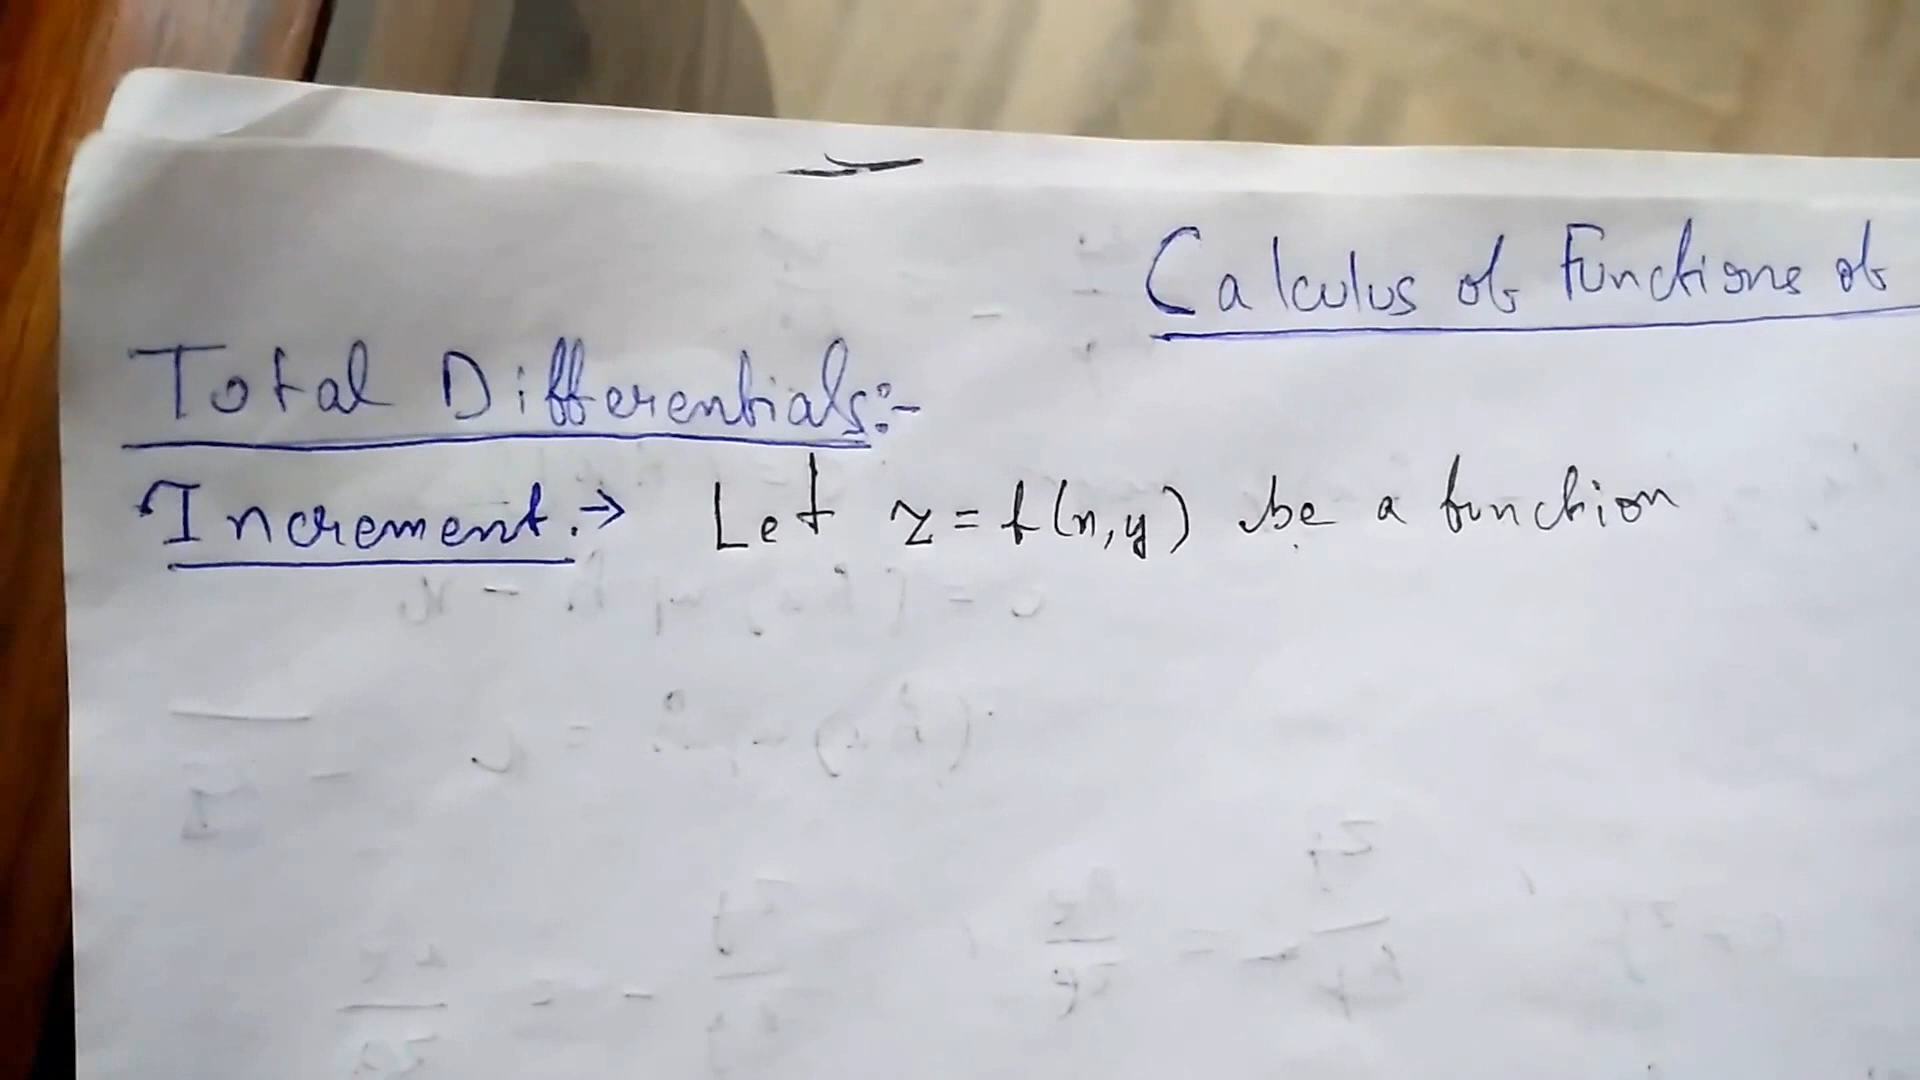 Calculus of Functions of
Total Differentials:-
Increment.→ Let z = f(x,y) be a function